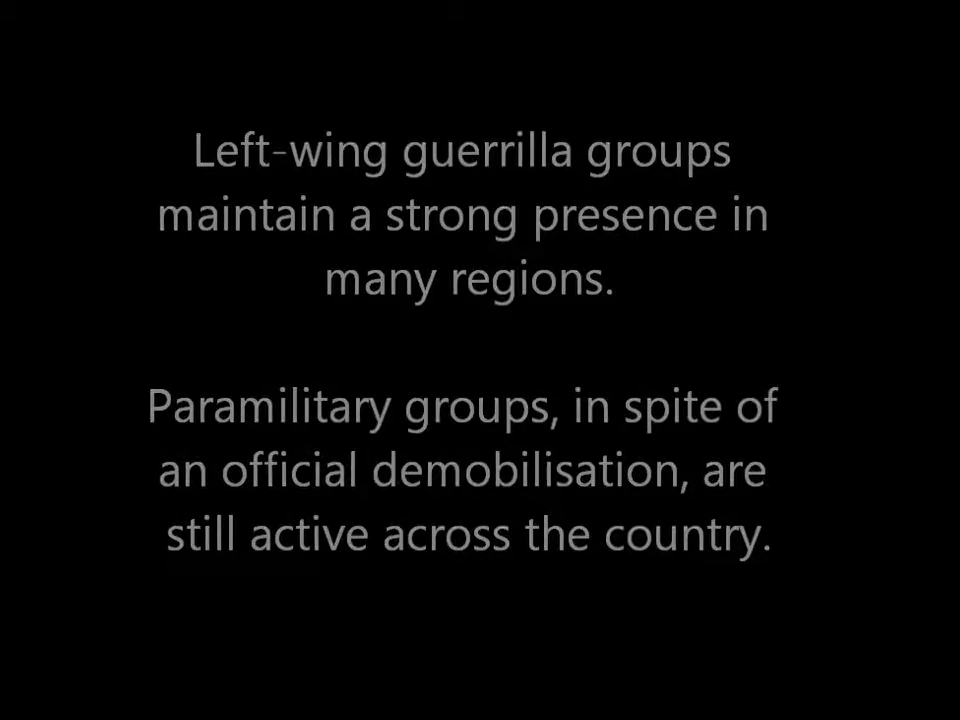 Left-wing guerrilla groups
maintain a strong presence in
many regions.
Paramilitary groups, in spite of
an official demobilisation, are
still active across the country.